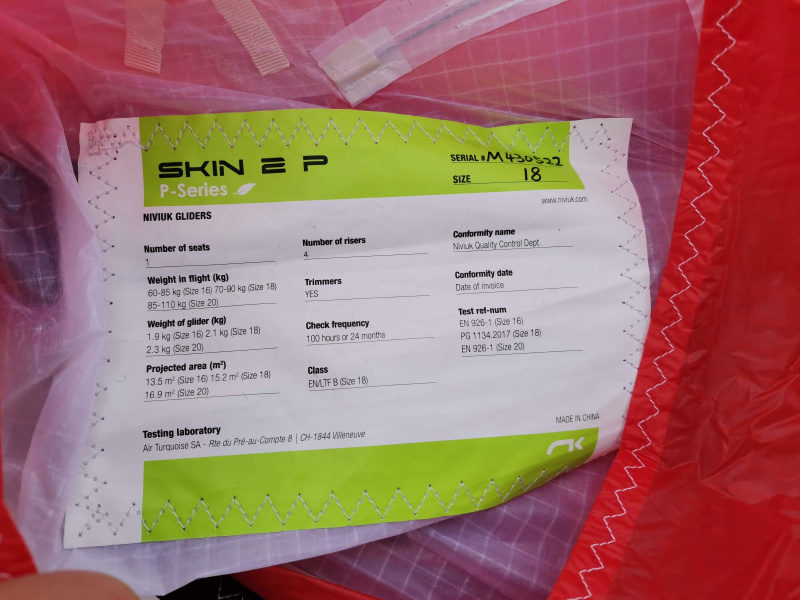 SKIN 2 P
P-Series
SERIAL # M430522
SIZE 18
www.niviuk.com
NIVIUK GLIDERS
Number of seats
1
Weight in flight (kg)
60-85 kg (Size 16) 70-90 kg (Size 18)
85-110 kg (Size 20)
Weight of glider (kg)
1.9 kg (Size 16) 2.1 kg (Size 18)
2.3 kg (Size 20)
Projected area (m²)
13.5 m² (Size 16) 15.2 m² (Size 18)
16.9 m² (Size 20)
Number of risers
4
Trimmers
YES
Check frequency
100 hours or 24 months
Class
EN/LTF B (Size 18)
Conformity name
Niviuk Quality Control Dept.
Conformity date
Date of invoice
Test ref-num
EN 926-1 (Size 16)
PG 1134.2017 (Size 18)
EN 926-1 (Size 20)
Testing laboratory
Air Turquoise SA - Rte du Pré-au-Compte 8 | CH-1844 Villeneuve
MADE IN CHINA